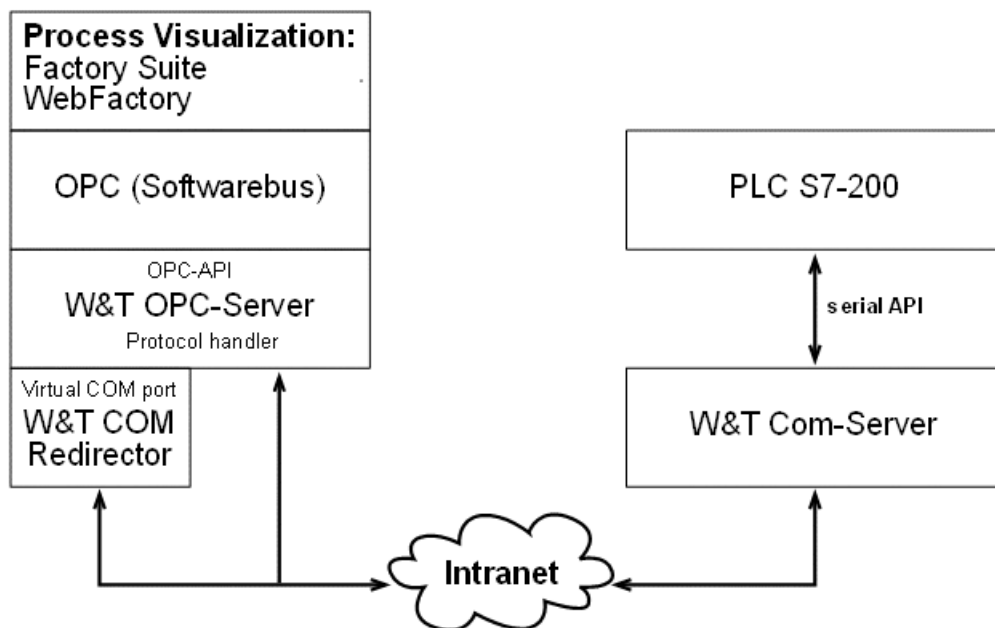 Process Visualization:
Factory Suite
WebFactory
OPC (Softwarebus)
OPC-API
W&T OPC-Server
Protocol handler
Virtual COM port
W&T COM
Redirector
PLC S7-200
serial API
W&T Com-Server
Intranet